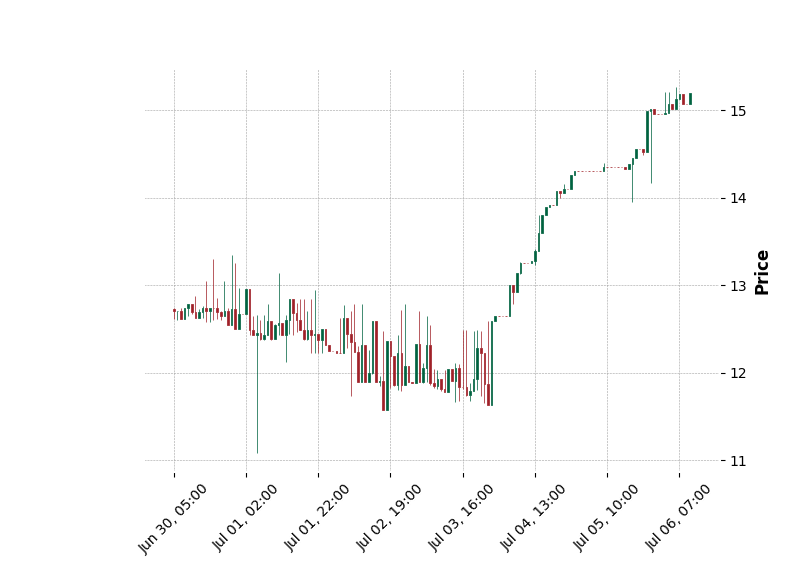 15
14
13
12
11
Price
Jun 30, 05:00
Jul 01, 02:00
Jul 01, 22:00
Jul 02, 19:00
Jul 03, 16:00
Jul 04, 13:00
Jul 05, 10:00
Jul 06, 07:00